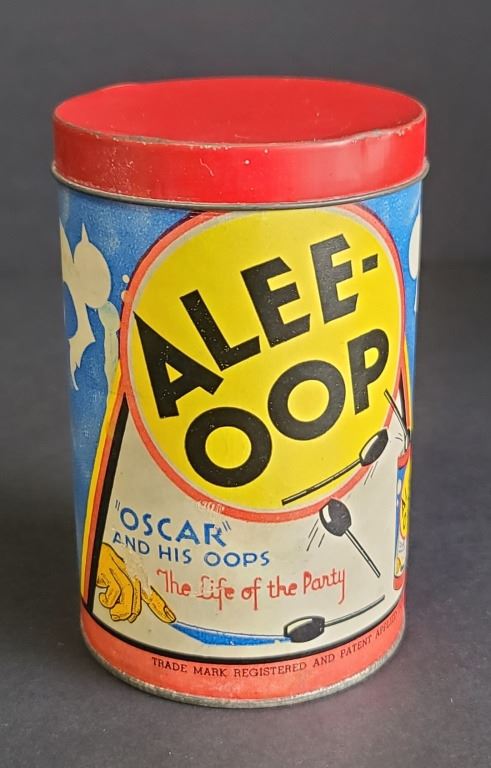 ALEE-
OOP
"OSCAR"
AND HIS OOPS
The Life of the Party
TRADE MARK REGISTERED AND PATENT APPLIED